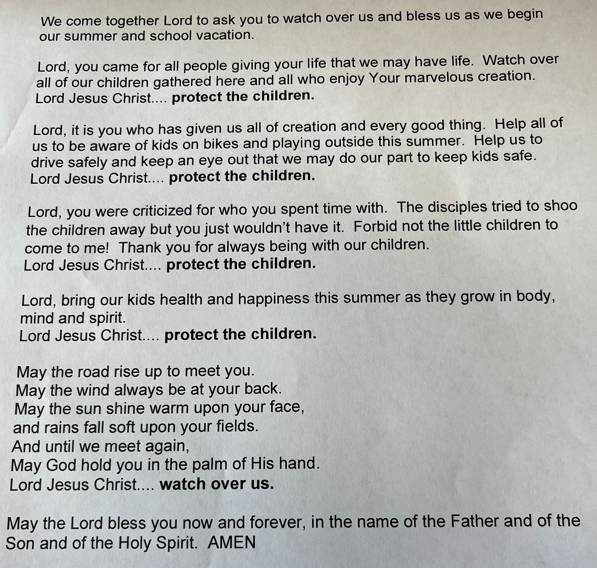 We come together Lord to ask you to watch over us and bless us as we begin
our summer and school vacation.
Lord, you came for all people giving your life that we may have life. Watch over
all of our children gathered here and all who enjoy Your marvelous creation.
Lord Jesus Christ.... protect the children.
Lord, it is you who has given us all of creation and every good thing. Help all of
us to be aware of kids on bikes and playing outside this summer. Help us to
drive safely and keep an eye out that we may do our part to keep kids safe.
Lord Jesus Christ.... protect the children.
Lord, you were criticized for who you spent time with. The disciples tried to shoo
the children away but you just wouldn't have it. Forbid not the little children to
come to me! Thank you for always being with our children.
Lord Jesus Christ.... protect the children.
Lord, bring our kids health and happiness this summer as they grow in body,
mind and spirit.
Lord Jesus Christ.... protect the children.
May the road rise up to meet you.
May the wind always be at your back.
May the sun shine warm upon your face,
and rains fall soft upon your fields.
And until we meet again,
May God hold you in the palm of His hand.
Lord Jesus Christ.... watch over us.
May the Lord bless you now and forever, in the name of the Father and of the
Son and of the Holy Spirit. AMEN